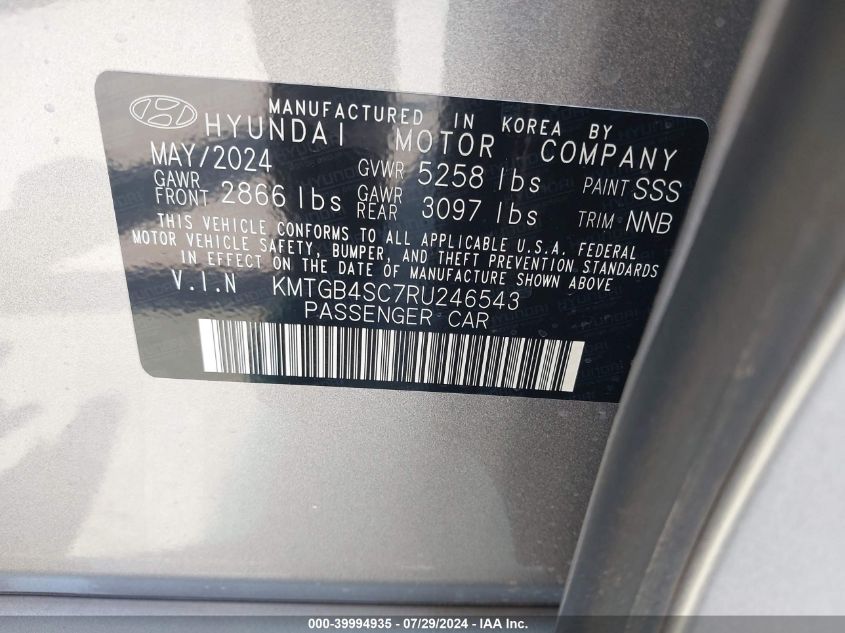 MANUFACTURED IN KOREA BY
HYUNDAI MOTOR COMPANY
MAY/2024 GVWR 5258 lbs PAINT SSS
GAWR FRONT 2866 lbs GAWR REAR 3097 lbs TRIM NNB
THIS VEHICLE CONFORMS TO ALL APPLICABLE U.S.A. FEDERAL
MOTOR VEHICLE SAFETY, BUMPER, AND THEFT PREVENTION STANDARDS
IN EFFECT ON THE DATE OF MANUFACTURE SHOWN ABOVE
V.I.N KMTGB4SC7RU246543
PASSENGER CAR
000-39994935 - 07/29/2024 - IAA Inc.